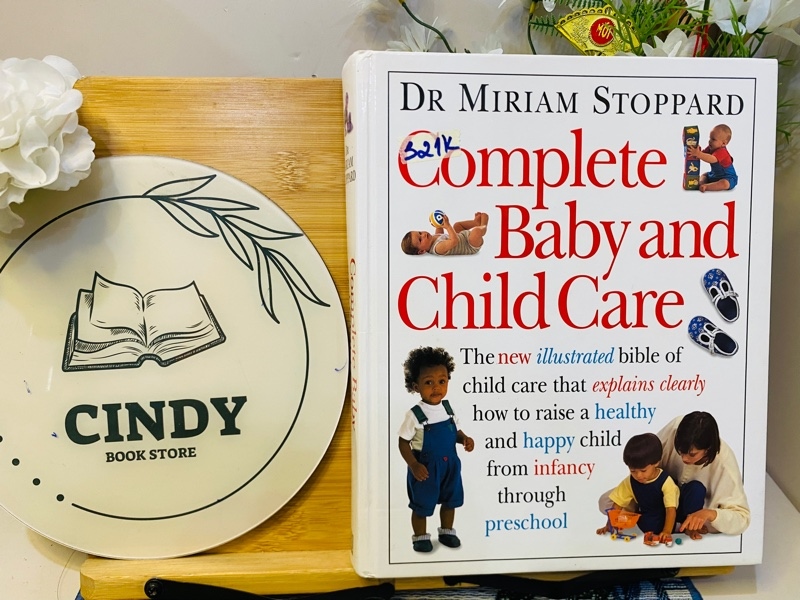 CINDY
BOOK STORE
DR MIRIAM STOPPARD
321K
Complete
Baby and
Child Care
The new illustrated bible of
child care that explains clearly
how to raise a healthy
and happy child
from infancy
through
preschool